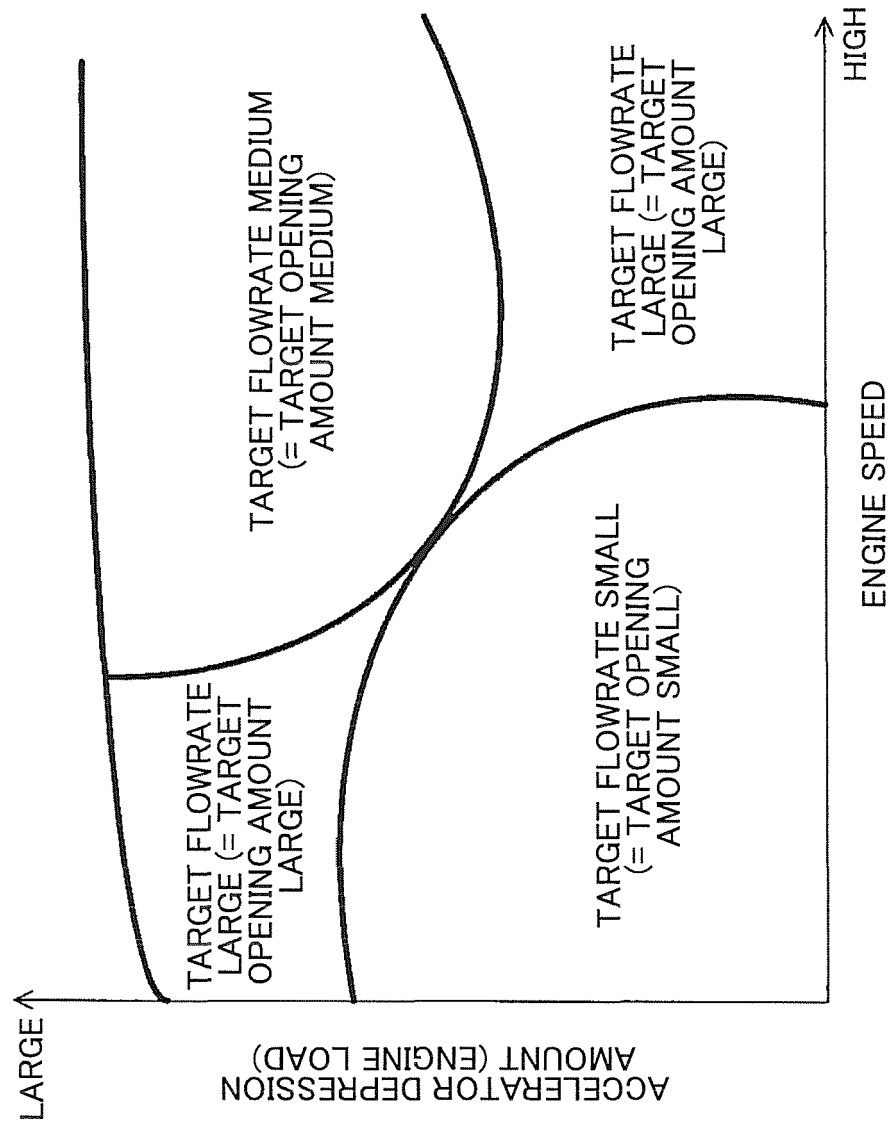 LARGE
ACCELERATOR DEPRESSION
AMOUNT (ENGINE LOAD)
TARGET FLOWRATE
LARGE (= TARGET
OPENING AMOUNT
LARGE)
TARGET FLOWRATE MEDIUM
(= TARGET OPENING
AMOUNT MEDIUM)
TARGET FLOWRATE SMALL
(= TARGET OPENING
AMOUNT SMALL)
TARGET FLOWRATE
LARGE (= TARGET
OPENING AMOUNT
LARGE)
ENGINE SPEED
HIGH